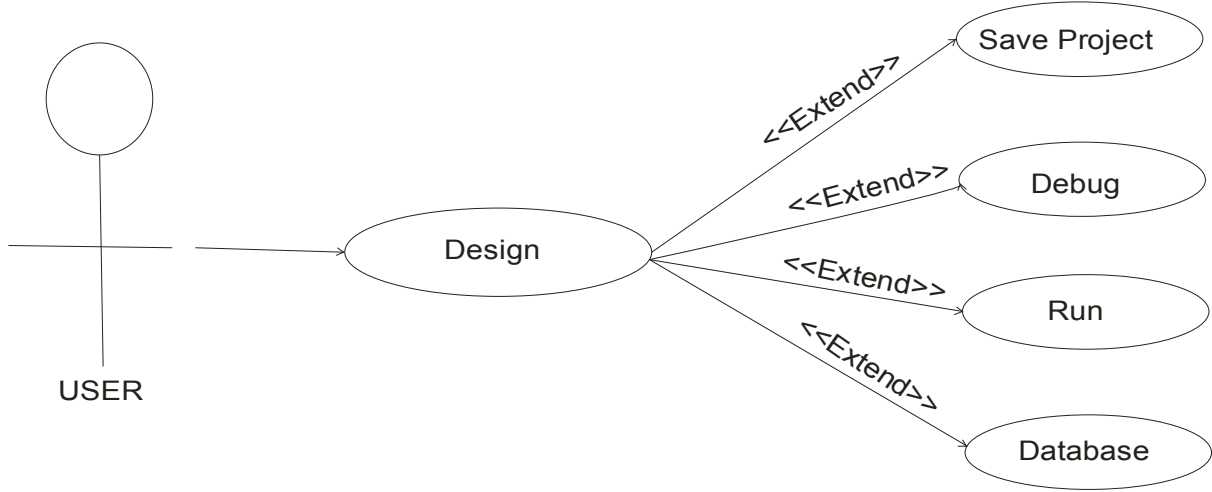 Save Project
<<Extend>>
<<Extend>>
Debug
Design
<<Extend>>
Run
<<Extend>>
USER
Database